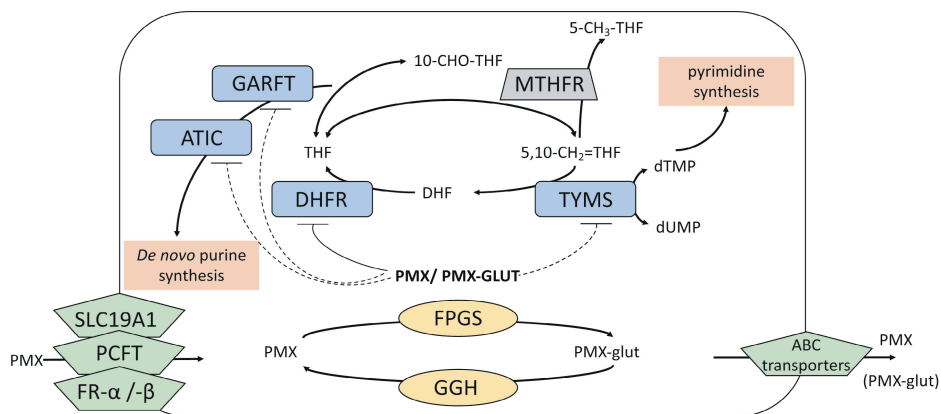 5-CH3-THF
10-CHO-THF
MTHFR
pyrimidine
synthesis
GARFT
ATIC
THF
5,10-CH2=THF
dTMP
DHFR
DHF
TYMS
dUMP
De novo purine
synthesis
PMX/ PMX-GLUT
SLC19A1
PCFT
FR-α /-β
PMX
FPGS
PMX
PMX-glut
GGH
ABC
transporters
PMX
(PMX-glut)